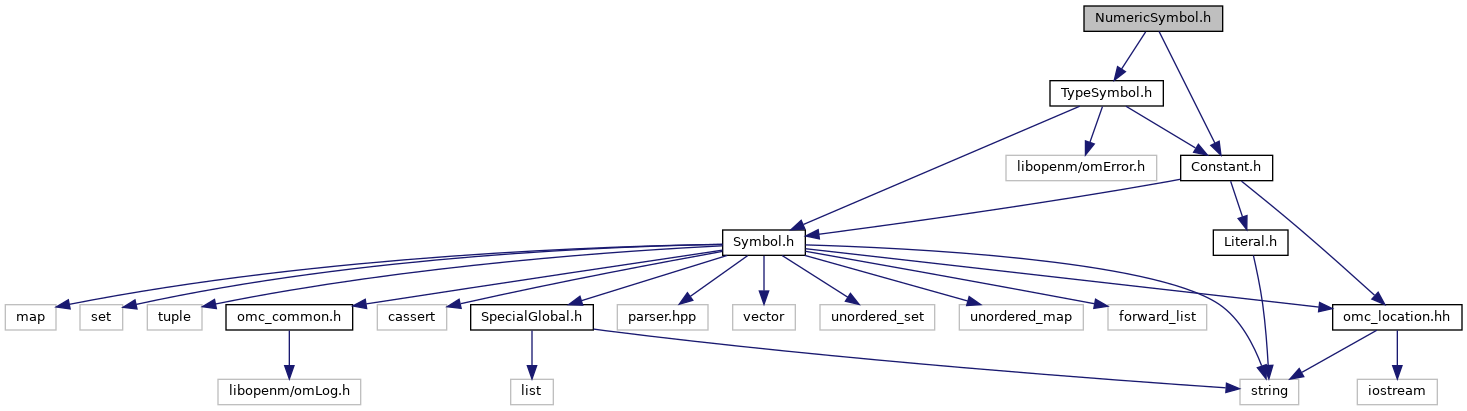 NumericSymbol.h
TypeSymbol.h
libopenm/omError.h
Constant.h
Symbol.h
Literal.h
map
set
tuple
omc_common.h
cassert
SpecialGlobal.h
parser.hpp
vector
unordered_set
unordered_map
forward_list
omc_location.hh
libopenm/omLog.h
list
string
iostream